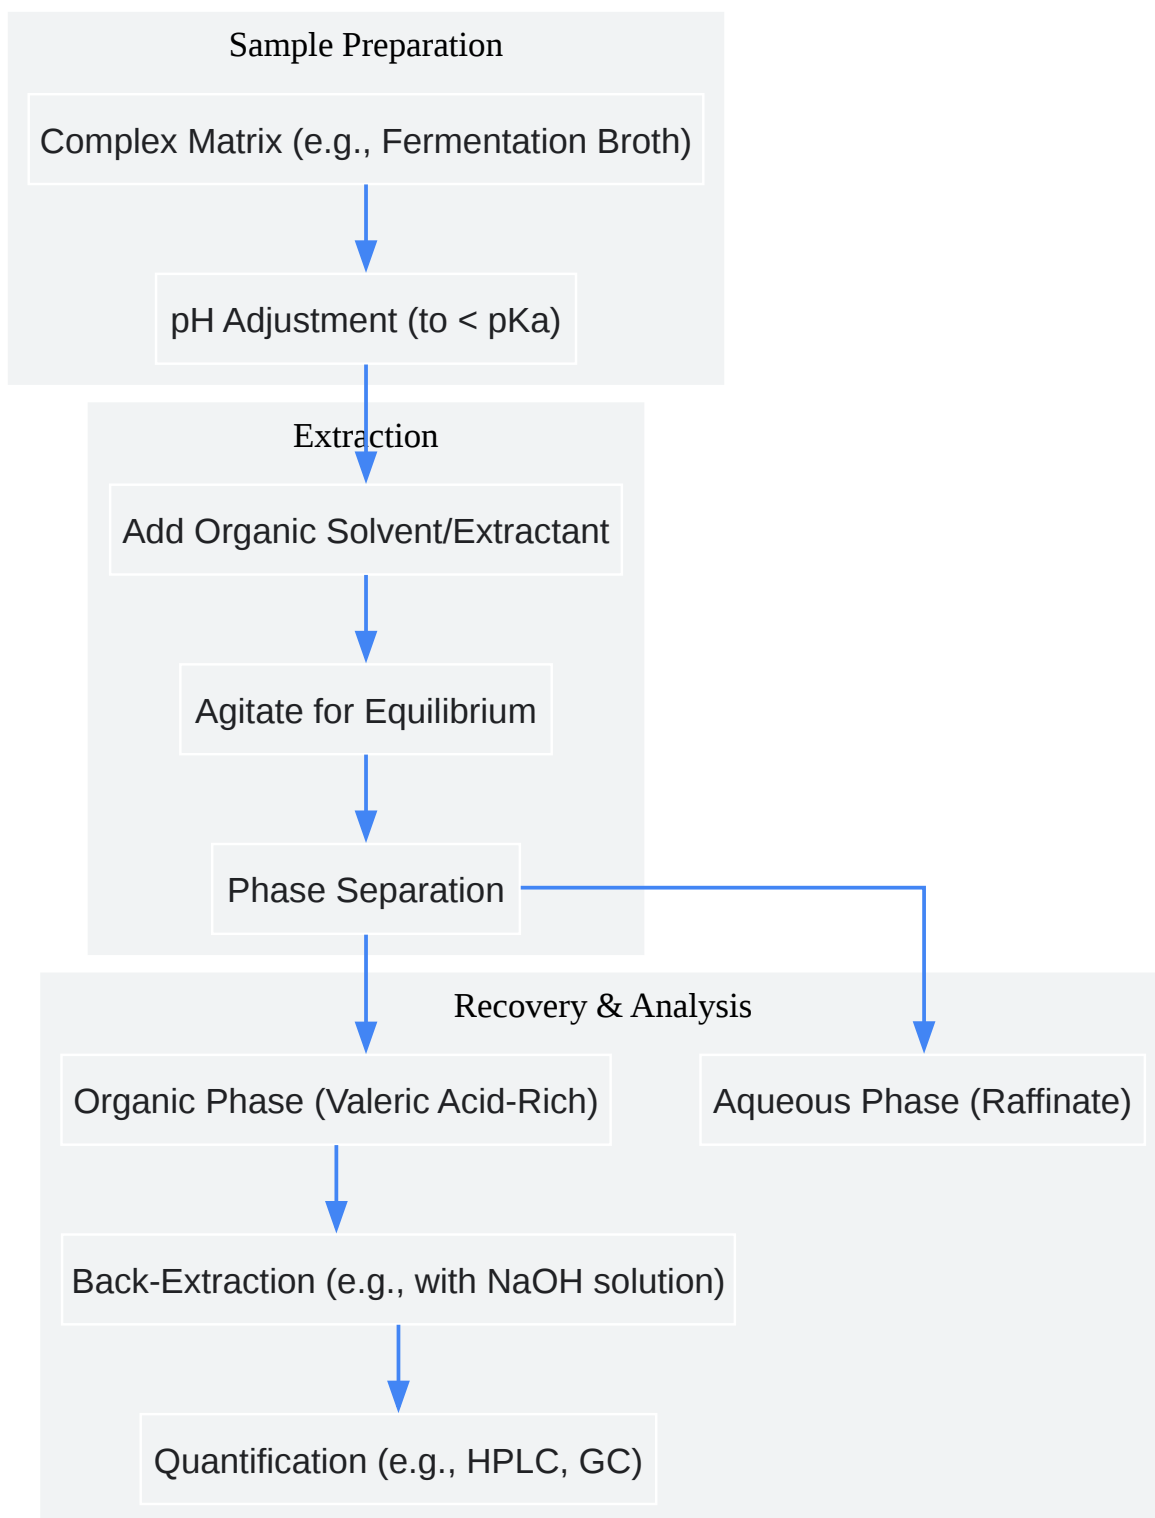 Sample Preparation
Complex Matrix (e.g., Fermentation Broth)
pH Adjustment (to < pKa)
Extraction
Add Organic Solvent/Extractant
Agitate for Equilibrium
Phase Separation
Recovery & Analysis
Organic Phase (Valeric Acid-Rich)
Aqueous Phase (Raffinate)
Back-Extraction (e.g., with NaOH solution)
Quantification (e.g., HPLC, GC)